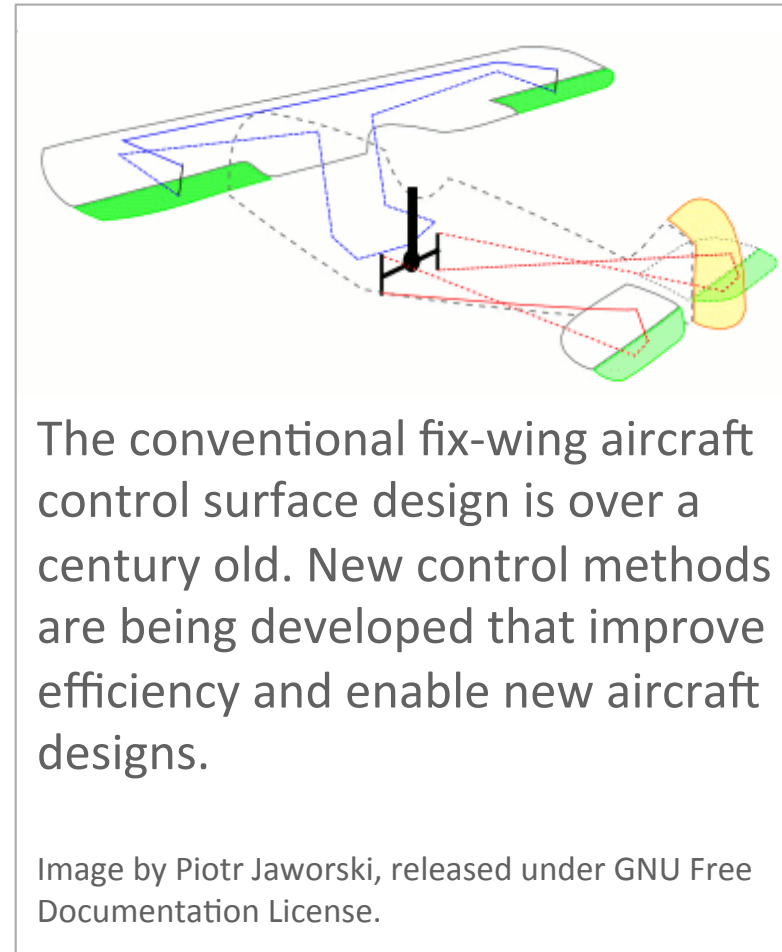 The conventional fix-wing aircraft
control surface design is over a
century old. New control methods
are being developed that improve
efficiency and enable new aircraft
designs.
Image by Piotr Jaworski, released under GNU Free
Documentation License.